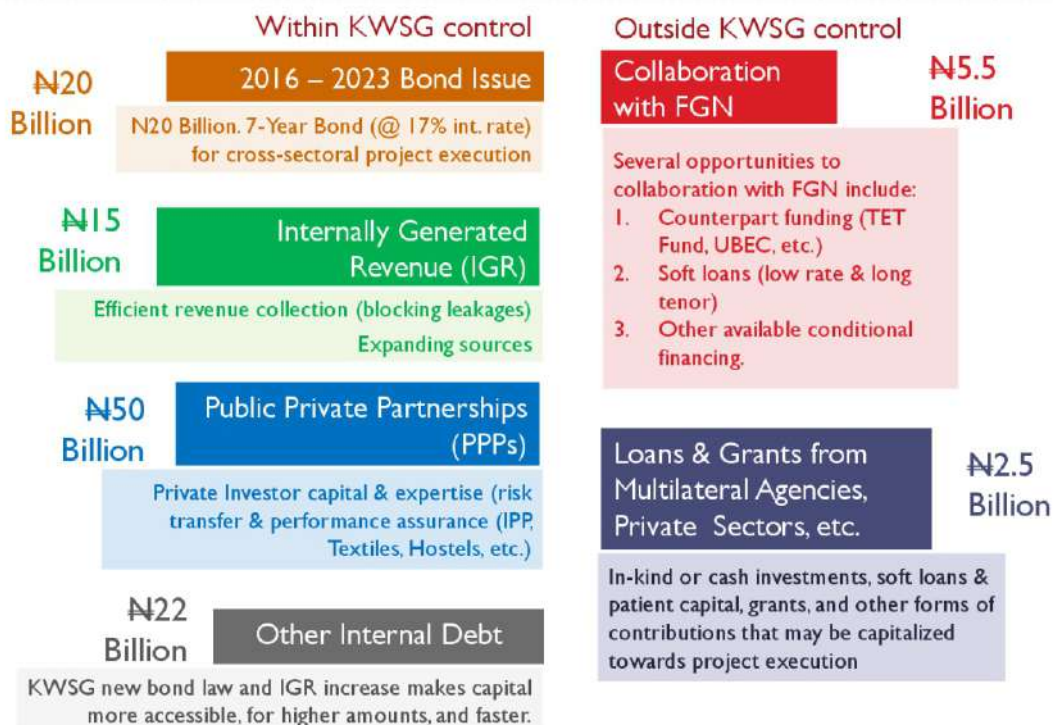 Within KWSG control
₦20
Billion
2016 – 2023 Bond Issue
N20 Billion. 7-Year Bond (@ 17% int. rate)
for cross-sectoral project execution
₦15
Billion
Internally Generated
Revenue (IGR)
Efficient revenue collection (blocking leakages)
Expanding sources
₦50
Billion
Public Private Partnerships
(PPPs)
Private Investor capital & expertise (risk
transfer & performance assurance (IPP,
Textiles, Hostels, etc.)
₦22
Billion
Other Internal Debt
KWSG new bond law and IGR increase makes capital
more accessible, for higher amounts, and faster.
Outside KWSG control
Collaboration
with FGN
₦5.5
Billion
Several opportunities to
collaboration with FGN include:
1. Counterpart funding (TET
Fund, UBEC, etc.)
2. Soft loans (low rate & long
tenor)
3. Other available conditional
financing.
Loans & Grants from
Multilateral Agencies,
Private Sectors, etc.
₦2.5
Billion
In-kind or cash investments, soft loans &
patient capital, grants, and other forms of
contributions that may be capitalized
towards project execution